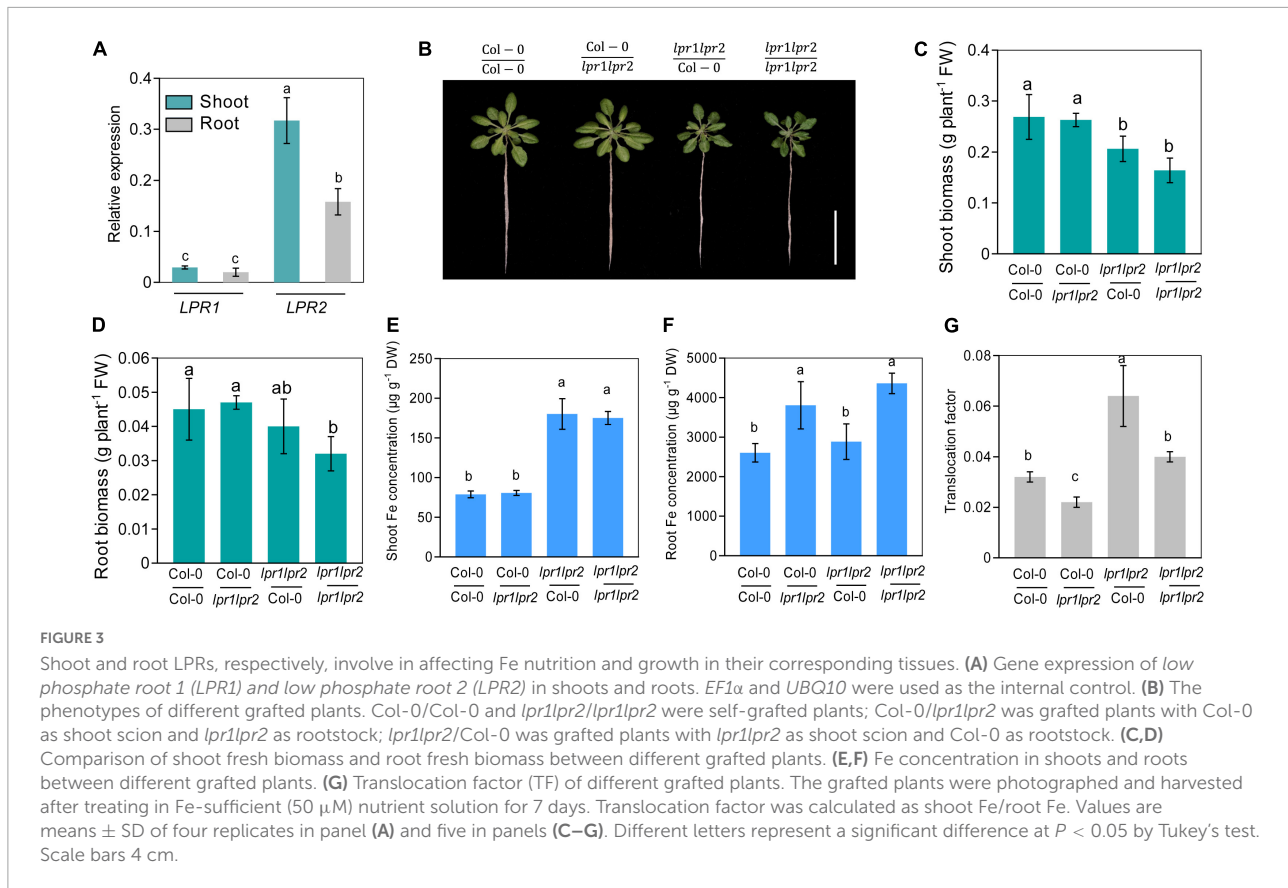 A
Relative expression
0.4
0.3
0.2
0.1
0
Shoot
Root
c
c
a
b
LPR1
LPR2
B
Col − 0
Col − 0
Col − 0
lpr1lpr2
lpr1lpr2
Col − 0
lpr1lpr2
lpr1lpr2
C
Shoot biomass (g plant⁻¹ FW)
0.4
0.3
0.2
0.1
0
a
a
b
b
Col-0
Col-0
Col-0
lpr1lpr2
lpr1lpr2
Col-0
lpr1lpr2
lpr1lpr2
D
Root biomass (g plant⁻¹ FW)
0.06
0.05
0.04
0.03
0.02
0.01
0
a
a
ab
b
Col-0
Col-0
Col-0
lpr1lpr2
lpr1lpr2
Col-0
lpr1lpr2
lpr1lpr2
E
Shoot Fe concentration (µg g⁻¹ DW)
250
200
150
100
50
0
b
b
a
a
Col-0
Col-0
Col-0
lpr1lpr2
lpr1lpr2
Col-0
lpr1lpr2
lpr1lpr2
F
Root Fe concentration (µg g⁻¹ DW)
5000
4000
3000
2000
1000
0
b
a
b
a
Col-0
Col-0
Col-0
lpr1lpr2
lpr1lpr2
Col-0
lpr1lpr2
lpr1lpr2
G
Translocation factor
0.08
0.06
0.04
0.02
0
b
c
a
b
Col-0
Col-0
Col-0
lpr1lpr2
lpr1lpr2
Col-0
lpr1lpr2
lpr1lpr2
FIGURE 3
Shoot and root LPRs, respectively, involve in affecting Fe nutrition and growth in their corresponding tissues. (A) Gene expression of low
phosphate root 1 (LPR1) and low phosphate root 2 (LPR2) in shoots and roots. EF1α and UBQ10 were used as the internal control. (B) The
phenotypes of different grafted plants. Col-0/Col-0 and lpr1lpr2/lpr1lpr2 were self-grafted plants; Col-0/lpr1lpr2 was grafted plants with Col-0
as shoot scion and lpr1lpr2 as rootstock; lpr1lpr2/Col-0 was grafted plants with lpr1lpr2 as shoot scion and Col-0 as rootstock. (C,D)
Comparison of shoot fresh biomass and root fresh biomass between different grafted plants. (E,F) Fe concentration in shoots and roots
between different grafted plants. (G) Translocation factor (TF) of different grafted plants. The grafted plants were photographed and harvested
after treating in Fe-sufficient (50 µM) nutrient solution for 7 days. Translocation factor was calculated as shoot Fe/root Fe. Values are
means ± SD of four replicates in panel (A) and five in panels (C–G). Different letters represent a significant difference at P < 0.05 by Tukey's test.
Scale bars 4 cm.